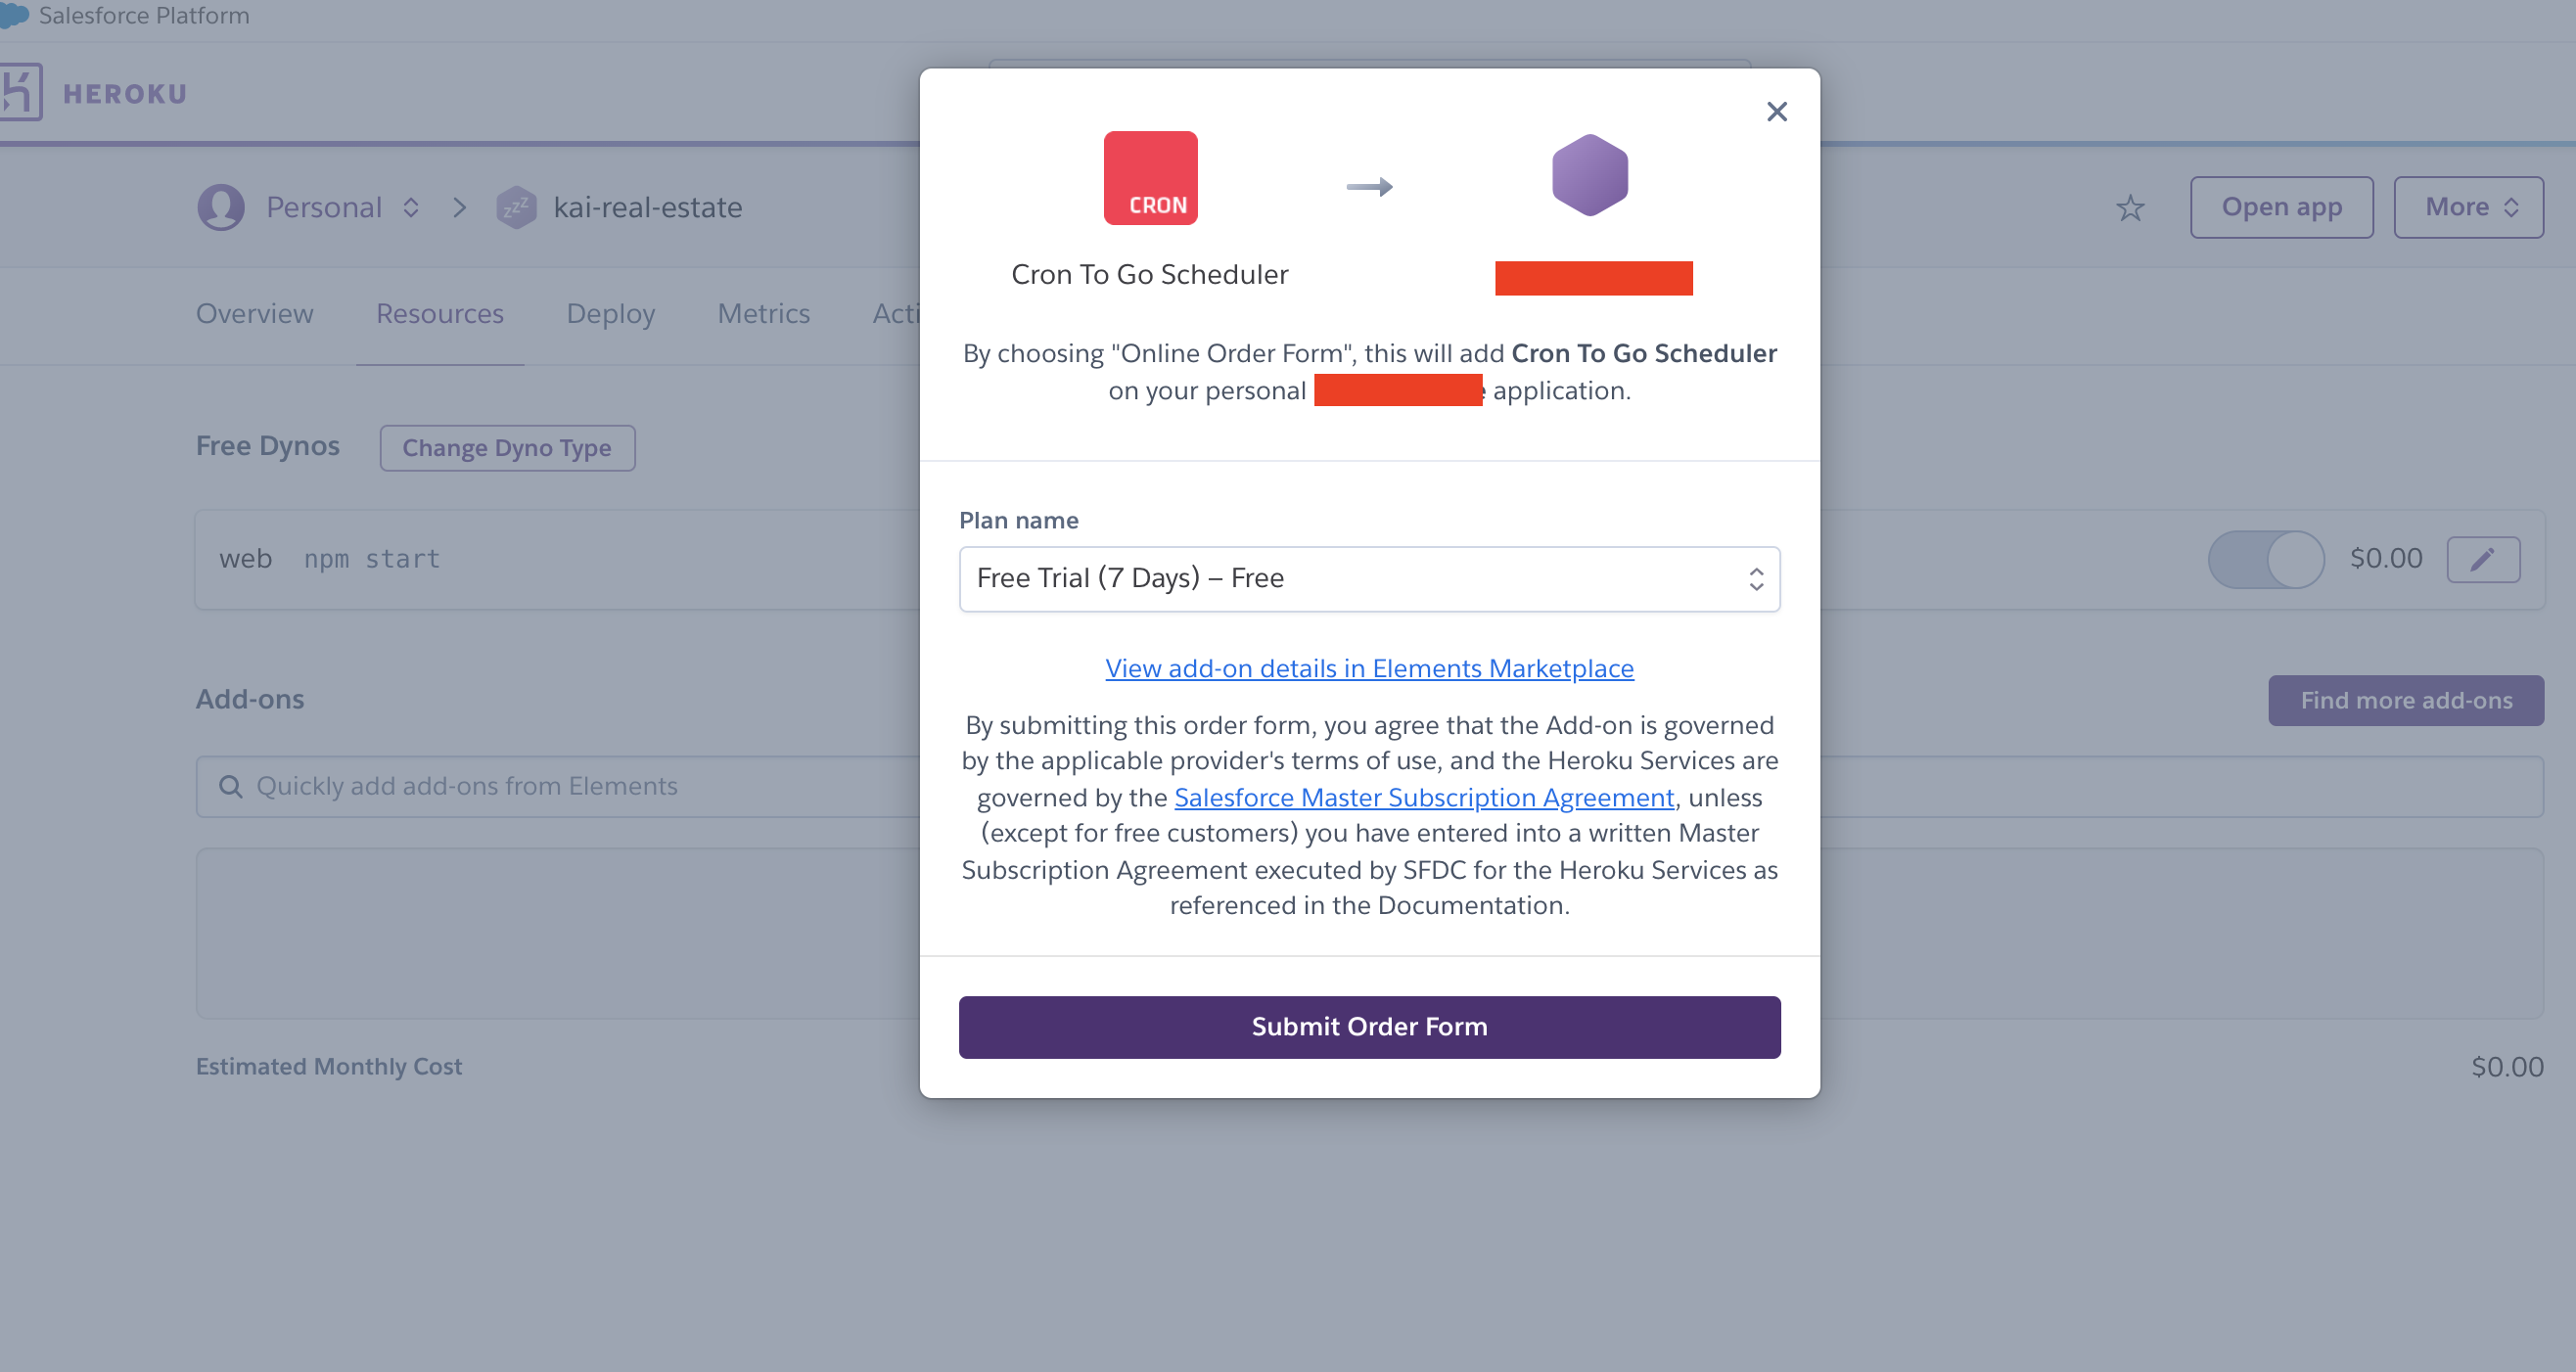 Salesforce Platform
HEROKU
Personal
zzz
kai-real-estate
Open app
More
Overview
Resources
Deploy
Metrics
Acti
CRON
Cron To Go Scheduler
By choosing "Online Order Form", this will add Cron To Go Scheduler
on your personal application.
Free Dynos
Change Dyno Type
web npm start
$0.00
Plan name
Free Trial (7 Days) – Free
View add-on details in Elements Marketplace
Add-ons
Find more add-ons
Quickly add add-ons from Elements
By submitting this order form, you agree that the Add-on is governed
by the applicable provider's terms of use, and the Heroku Services are
governed by the Salesforce Master Subscription Agreement, unless
(except for free customers) you have entered into a written Master
Subscription Agreement executed by SFDC for the Heroku Services as
referenced in the Documentation.
Submit Order Form
Estimated Monthly Cost
$0.00